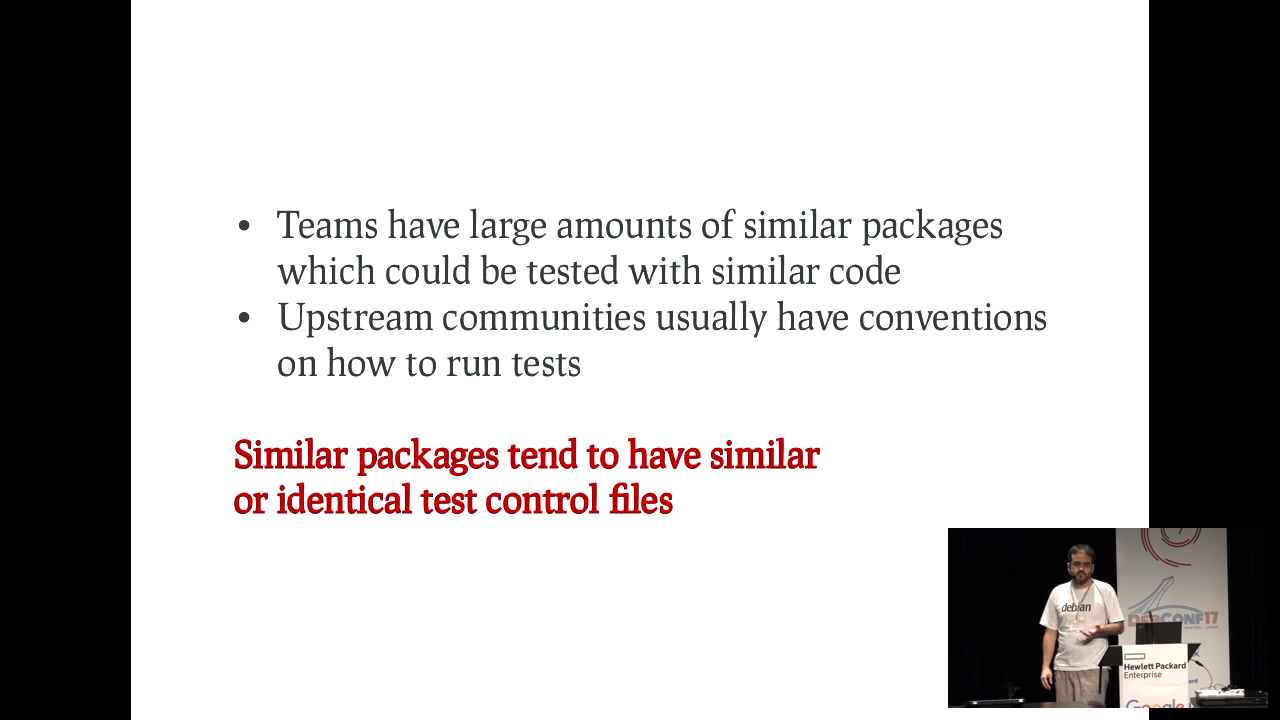 • Teams have large amounts of similar packages
which could be tested with similar code
• Upstream communities usually have conventions
on how to run tests
Similar packages tend to have similar
or identical test control files
debian
DEBCONF17
Hewlett Packard
Enterprise
Google